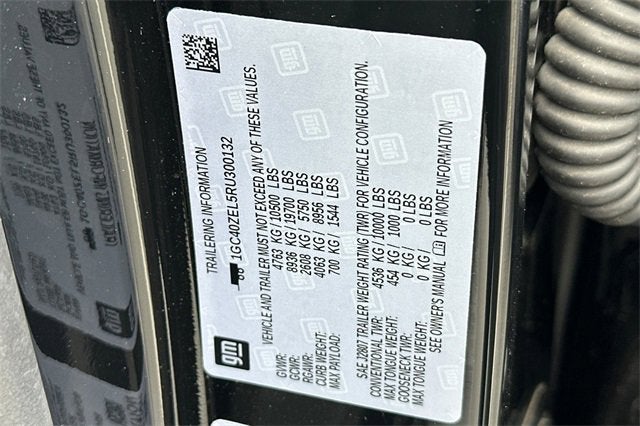 TRAILERING INFORMATION
1GC40ZEL5RU300132
VEHICLE AND TRAILER MUST NOT EXCEED ANY OF THESE VALUES.
GVWR: 4763 KG / 10500 LBS
GCWR: 8936 KG / 19700 LBS
RGAWR: 2608 KG / 5750 LBS
CURB WEIGHT: 4063 KG / 8956 LBS
MAX PAYLOAD: 700 KG / 1544 LBS
SAE J2807 TRAILER WEIGHT RATING (TWR) FOR VEHICLE CONFIGURATION.
CONVENTIONAL TWR: 4536 KG / 10000 LBS
MAX TONGUE WEIGHT: 454 KG / 1000 LBS
GOOSENECK TWR: 0 KG / 0 LBS
MAX TONGUE WEIGHT: 0 KG / 0 LBS
SEE OWNER'S MANUAL FOR MORE INFORMATION
gm